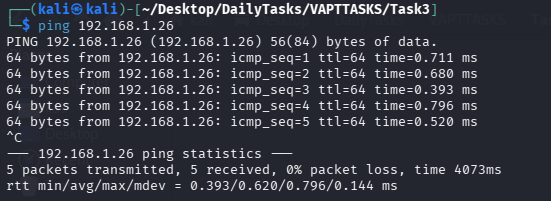 ┌──(kali㉿kali)-[~/Desktop/DailyTasks/VAPTTASKS/Task3]
└─$ ping 192.168.1.26
PING 192.168.1.26 (192.168.1.26) 56(84) bytes of data.
64 bytes from 192.168.1.26: icmp_seq=1 ttl=64 time=0.711 ms
64 bytes from 192.168.1.26: icmp_seq=2 ttl=64 time=0.680 ms
64 bytes from 192.168.1.26: icmp_seq=3 ttl=64 time=0.393 ms
64 bytes from 192.168.1.26: icmp_seq=4 ttl=64 time=0.796 ms
64 bytes from 192.168.1.26: icmp_seq=5 ttl=64 time=0.520 ms
^C
--- 192.168.1.26 ping statistics ---
5 packets transmitted, 5 received, 0% packet loss, time 4073ms
rtt min/avg/max/mdev = 0.393/0.620/0.796/0.144 ms